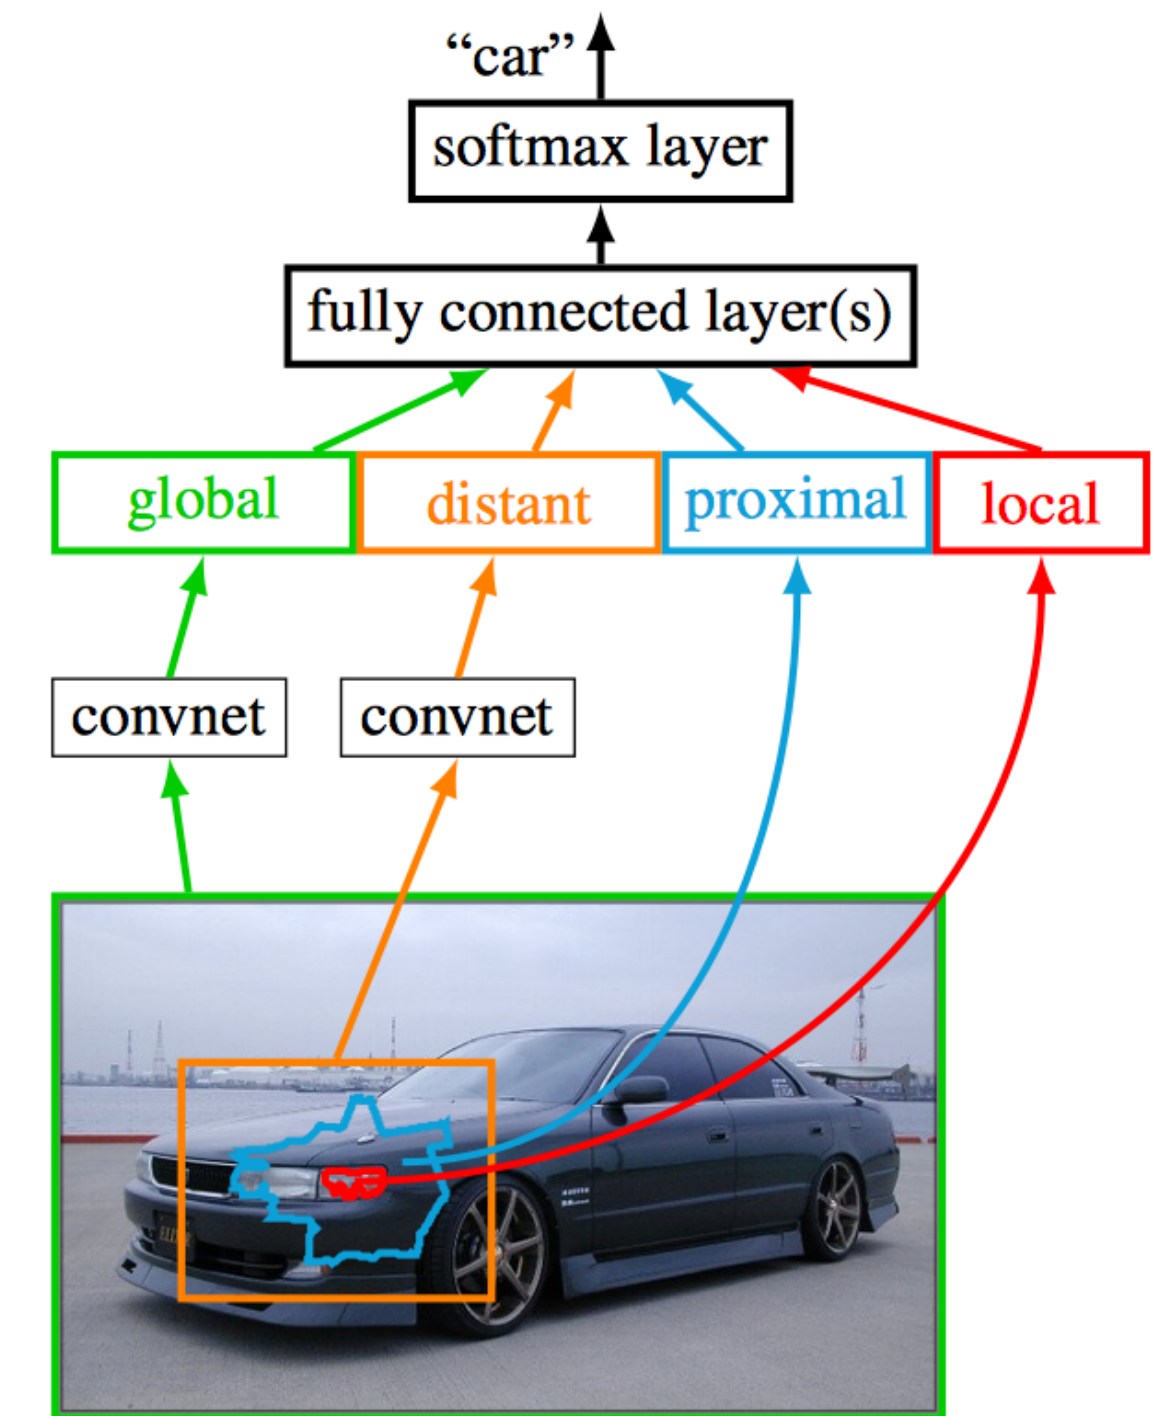 “car”
softmax layer
fully connected layer(s)
global distant proximal local
convnet convnet